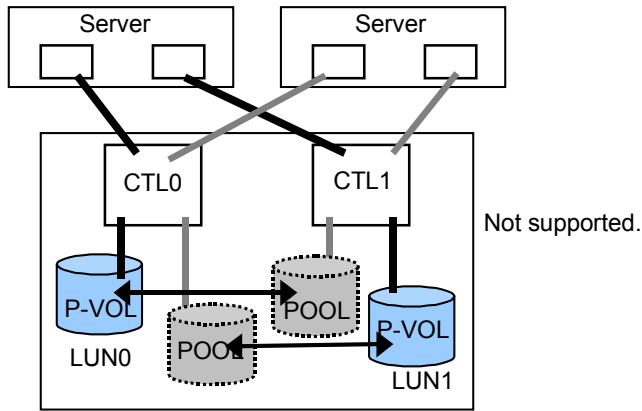 Server
Server
CTL0
CTL1
Not supported.
P-VOL
POOL
POOL
P-VOL
LUN0
LUN1